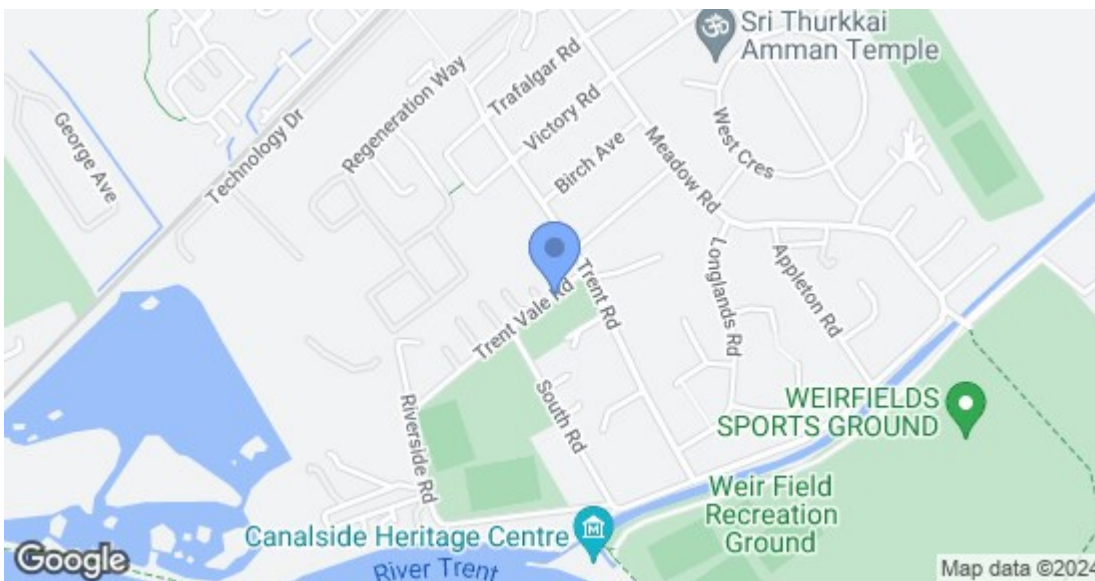 Sri Thurkkai
Amman Temple
Trafalgar Rd
Regeneration Way
Victory Rd
George Ave
Technology Dr
Birch Ave
Meadow Rd
West Cres
Longlands Rd
Appleton Rd
Trent Rd
Trent Vale Rd
South Rd
Riverside Rd
WEIRFIELDS
SPORTS GROUND
Weir Field
Recreation
Ground
Canalside Heritage Centre
River Trent
Google
Map data ©2024